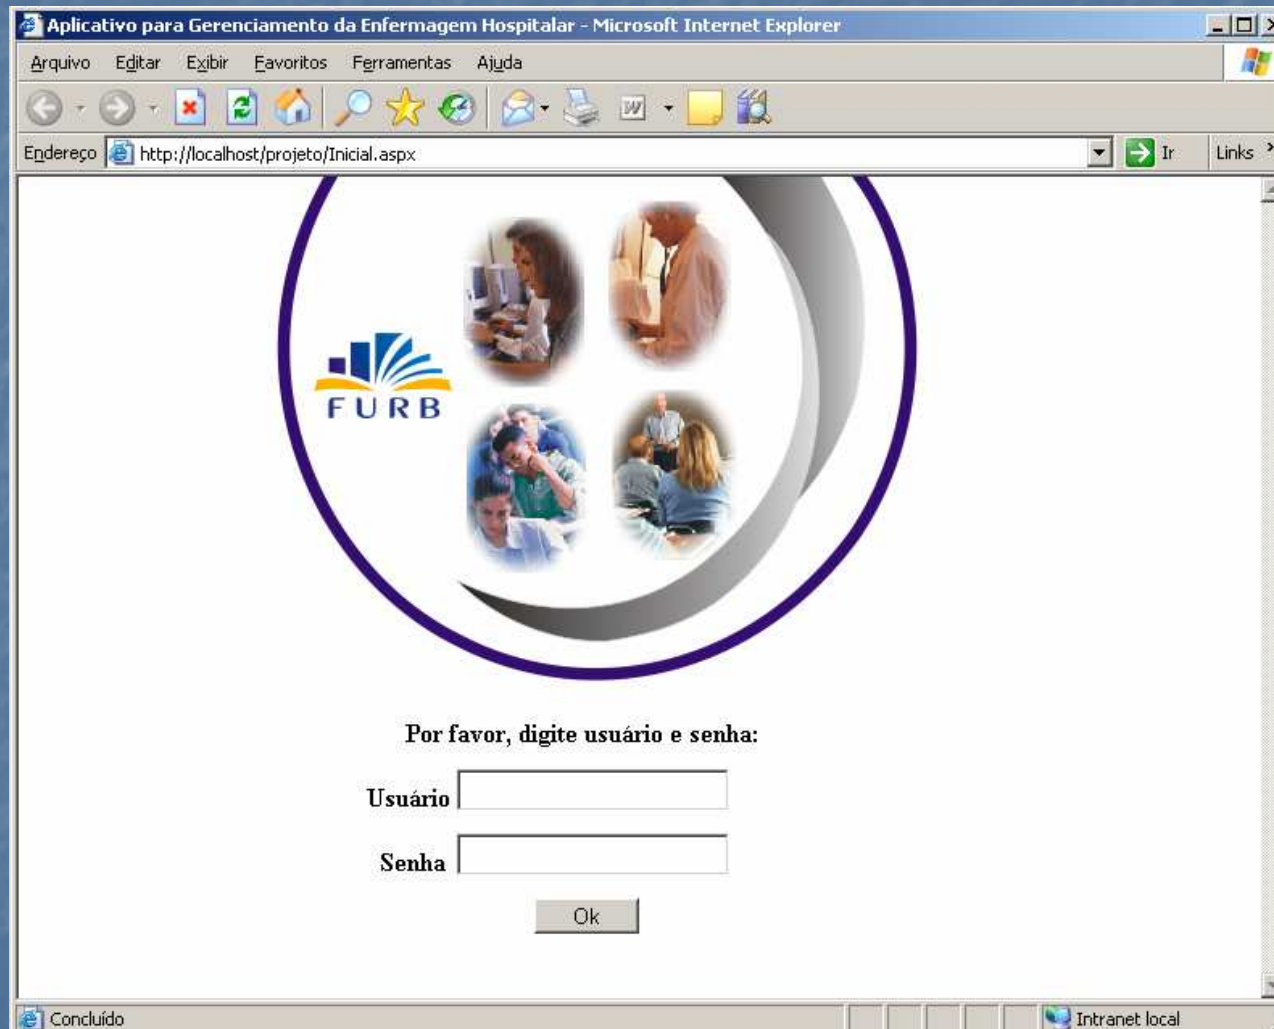 Aplicativo para Gerenciamento da Enfermagem Hospitalar - Microsoft Internet Explorer
Arquivo Editar Exibir Favoritos Ferramentas Ajuda
Endereço http://localhost/projeto/Inicial.aspx Ir Links »
FURB
Por favor, digite usuário e senha:
Usuário
Senha
Ok
Concluído Intranet local